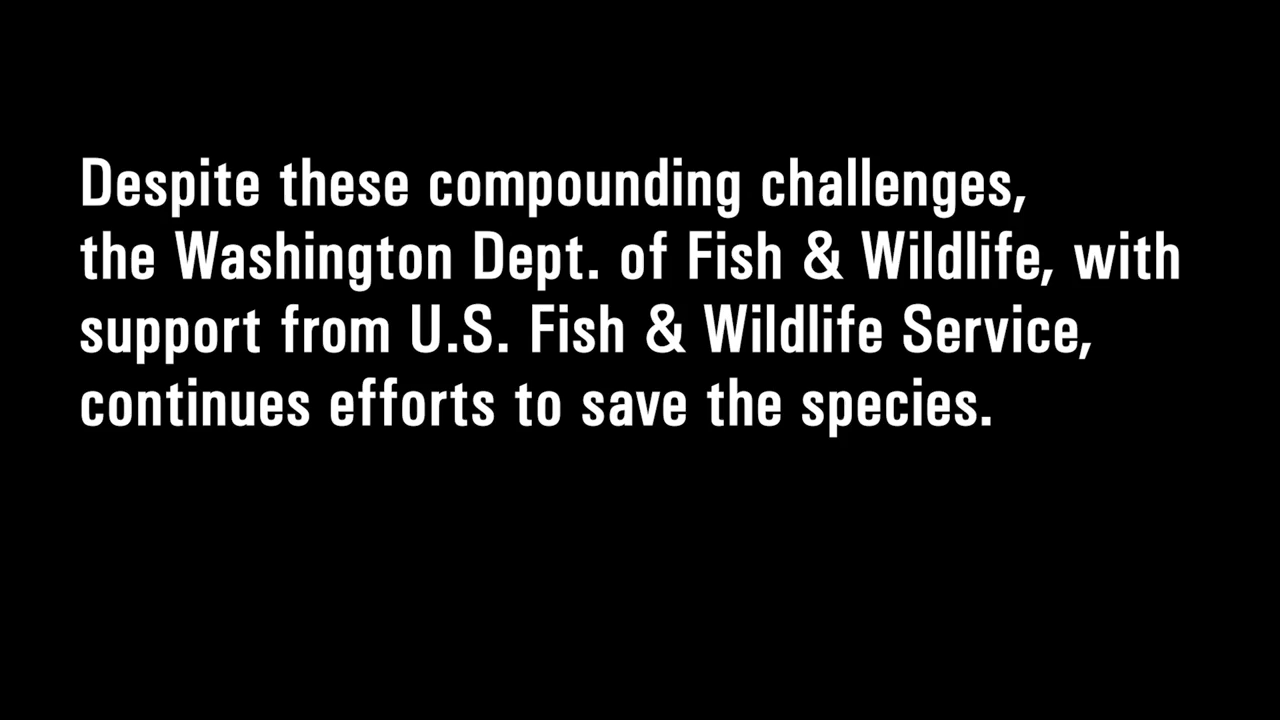 Despite these compounding challenges,
the Washington Dept. of Fish & Wildlife, with
support from U.S. Fish & Wildlife Service,
continues efforts to save the species.